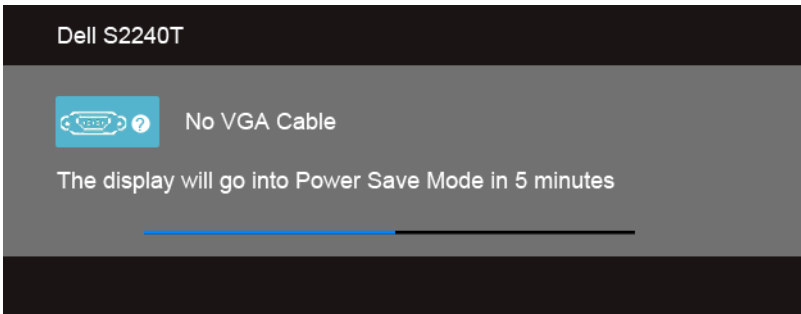 Dell S2240T
No VGA Cable
The display will go into Power Save Mode in 5 minutes